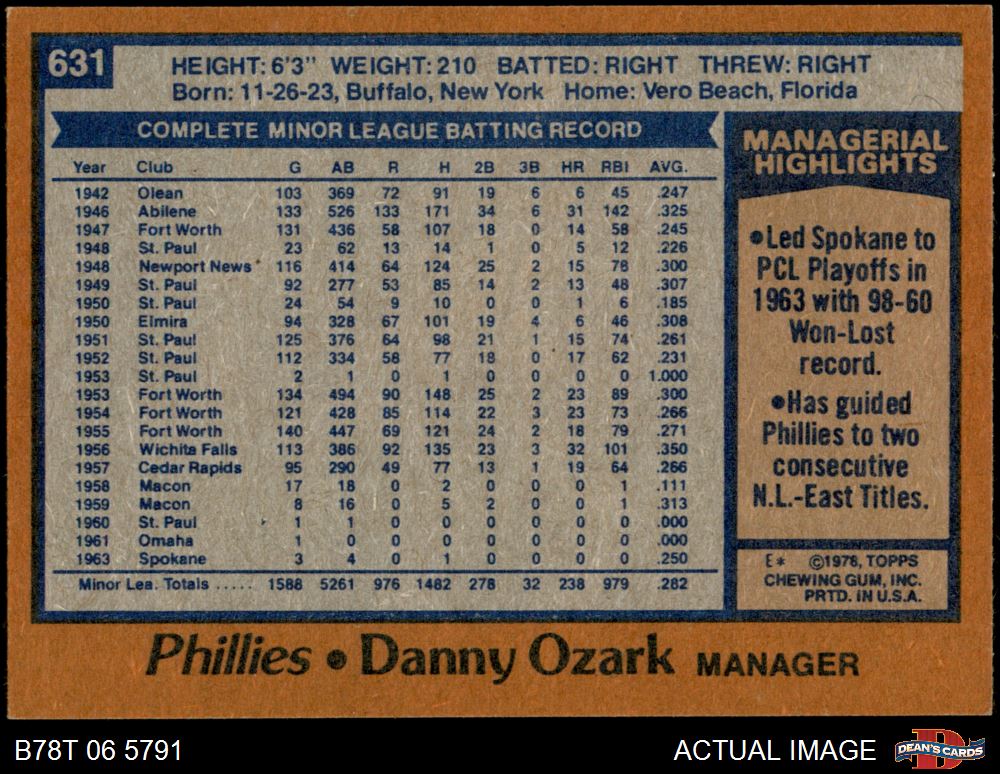 631
HEIGHT: 6'3" WEIGHT: 210 BATTED: RIGHT THREW: RIGHT
Born: 11-26-23, Buffalo, New York Home: Vero Beach, Florida
COMPLETE MINOR LEAGUE BATTING RECORD
Year Club G AB R H 2B 3B HR RBI AVG.
1942 Olean 103 369 72 91 19 6 6 45 .247
1946 Abilene 133 526 133 171 34 6 31 142 .325
1947 Fort Worth 131 436 58 107 18 0 14 58 .245
1948 St. Paul 23 62 13 14 1 0 5 12 .226
1948 Newport News 116 414 64 124 25 2 15 78 .300
1949 St. Paul 92 277 53 85 14 2 13 48 .307
1950 St. Paul 24 54 9 10 0 0 1 6 .185
1950 Elmira 94 328 67 101 19 4 6 46 .308
1951 St. Paul 125 376 64 98 21 1 15 74 .261
1952 St. Paul 112 334 58 77 18 0 17 62 .231
1953 St. Paul 2 1 0 1 0 0 0 0 1.000
1953 Fort Worth 134 494 90 148 25 2 23 89 .300
1954 Fort Worth 121 428 85 114 22 3 23 73 .266
1955 Fort Worth 140 447 69 121 24 2 18 79 .271
1956 Wichita Falls 113 386 92 135 23 3 32 101 .350
1957 Cedar Rapids 95 290 49 77 13 1 19 64 .266
1958 Macon 17 18 0 2 0 0 0 1 .111
1959 Macon 8 16 0 5 2 0 0 1 .313
1960 St. Paul 1 1 0 0 0 0 0 0 .000
1961 Omaha 1 0 0 0 0 0 0 0 .000
1963 Spokane 3 4 0 1 0 0 0 0 .250
Minor Lea. Totals ..... 1588 5261 976 1482 278 32 238 979 .282
MANAGERIAL
HIGHLIGHTS
•Led Spokane to
PCL Playoffs in
1963 with 98-60
Won-Lost
record.
•Has guided
Phillies to two
consecutive
N.L.-East Titles.
E* ©1978, TOPPS
CHEWING GUM, INC.
PRTD. IN U.S.A.
Phillies • Danny Ozark MANAGER
B78T 06 5791
ACTUAL IMAGE
D
DEAN'S CARDS